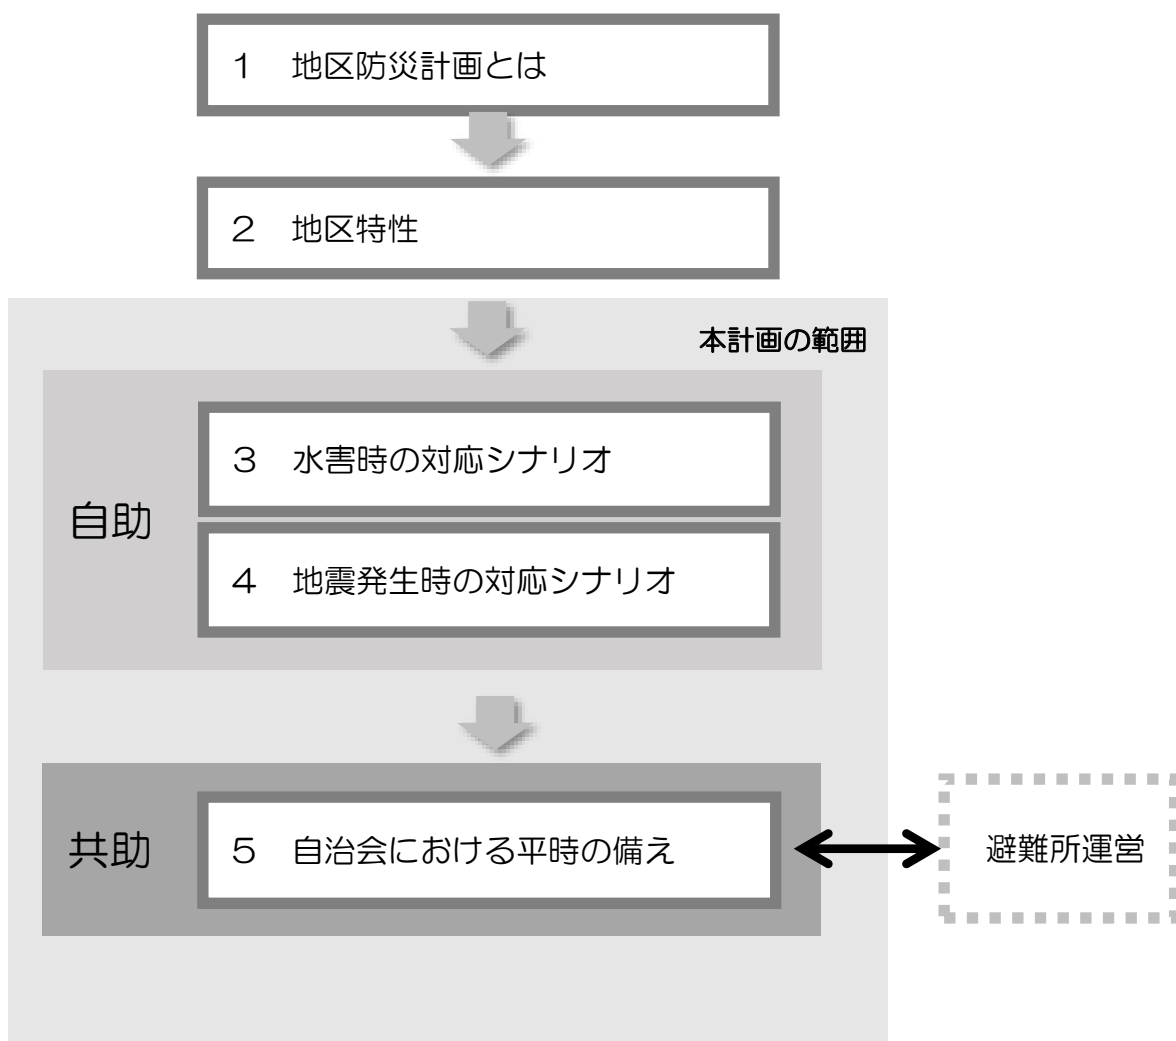 １　地区防災計画とは
２　地区特性
本計画の範囲
自助
３　水害時の対応シナリオ
４　地震発生時の対応シナリオ
共助
５　自治会における平時の備え
避難所運営